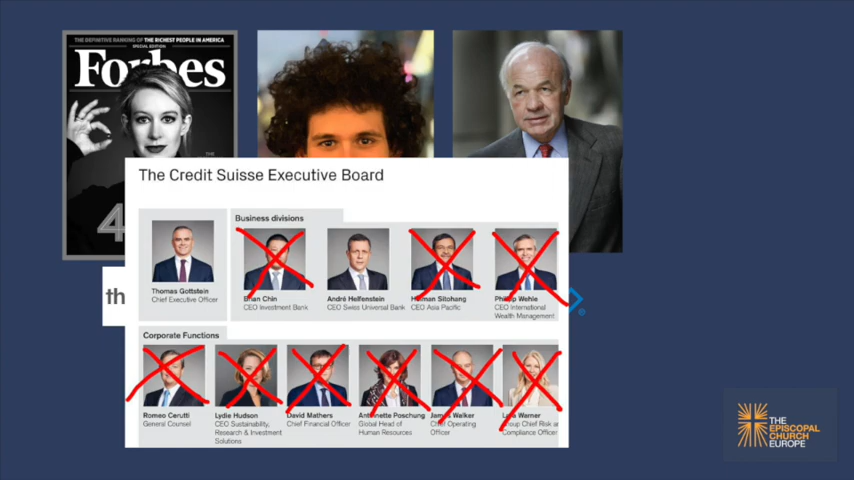 THE DEFINITIVE RANKING OF THE RICHEST PEOPLE IN AMERICA
SPECIAL EDITION
Forbes
THE
4
th
The Credit Suisse Executive Board
Business divisions
Thomas Gottstein
Chief Executive Officer
Brian Chin
CEO Investment Bank
André Helfenstein
CEO Swiss Universal Bank
Helman Sitohang
CEO Asia Pacific
Philipp Wehle
CEO International
Wealth Management
Corporate Functions
Romeo Cerutti
General Counsel
Lydie Hudson
CEO Sustainability,
Research & Investment
Solutions
David Mathers
Chief Financial Officer
Antoinette Poschung
Global Head of
Human Resources
James Walker
Chief Operating
Officer
Lara Warner
Group Chief Risk an
Compliance Officer
THE
EPISCOPAL
CHURCH
EUROPE